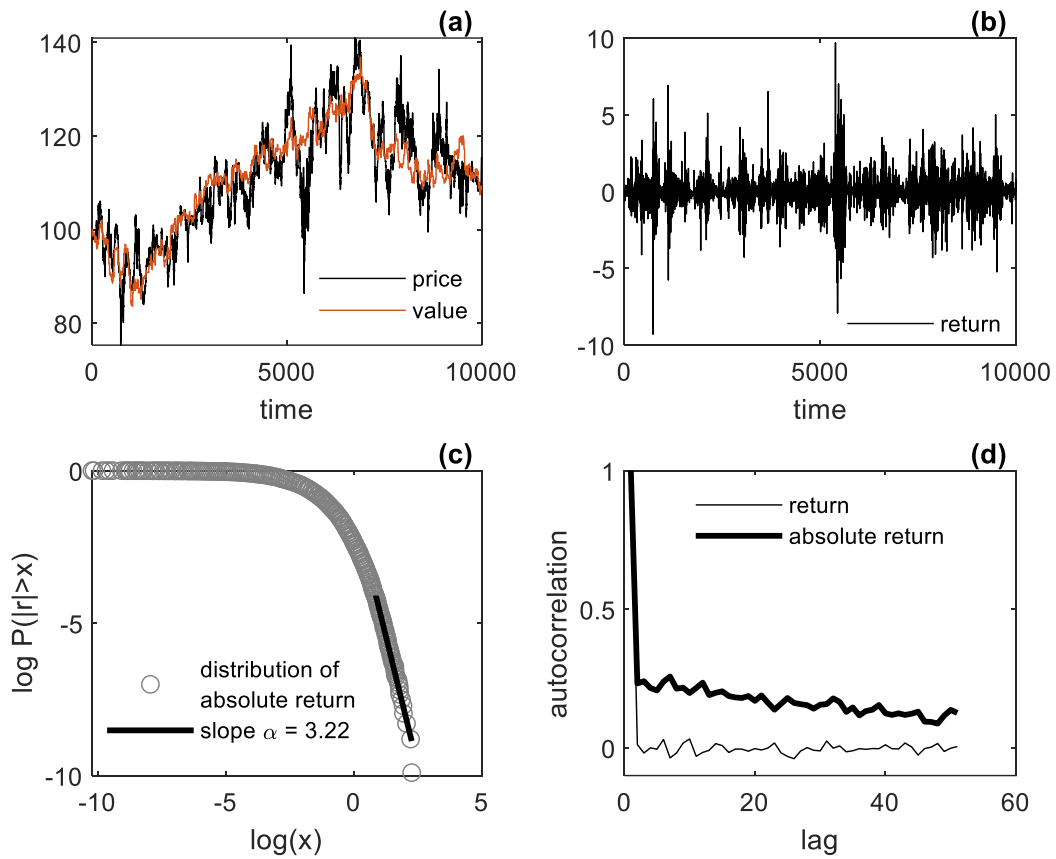 (a)
140
120
100
80
price
value
0
5000
10000
time
(b)
10
5
0
-5
-10
return
0
5000
10000
time
(c)
0
-5
-10
log P(|r|>x)
distribution of
absolute return
slope α = 3.22
-10
-5
0
5
log(x)
(d)
1
0.5
0
autocorrelation
return
absolute return
0
20
40
60
lag